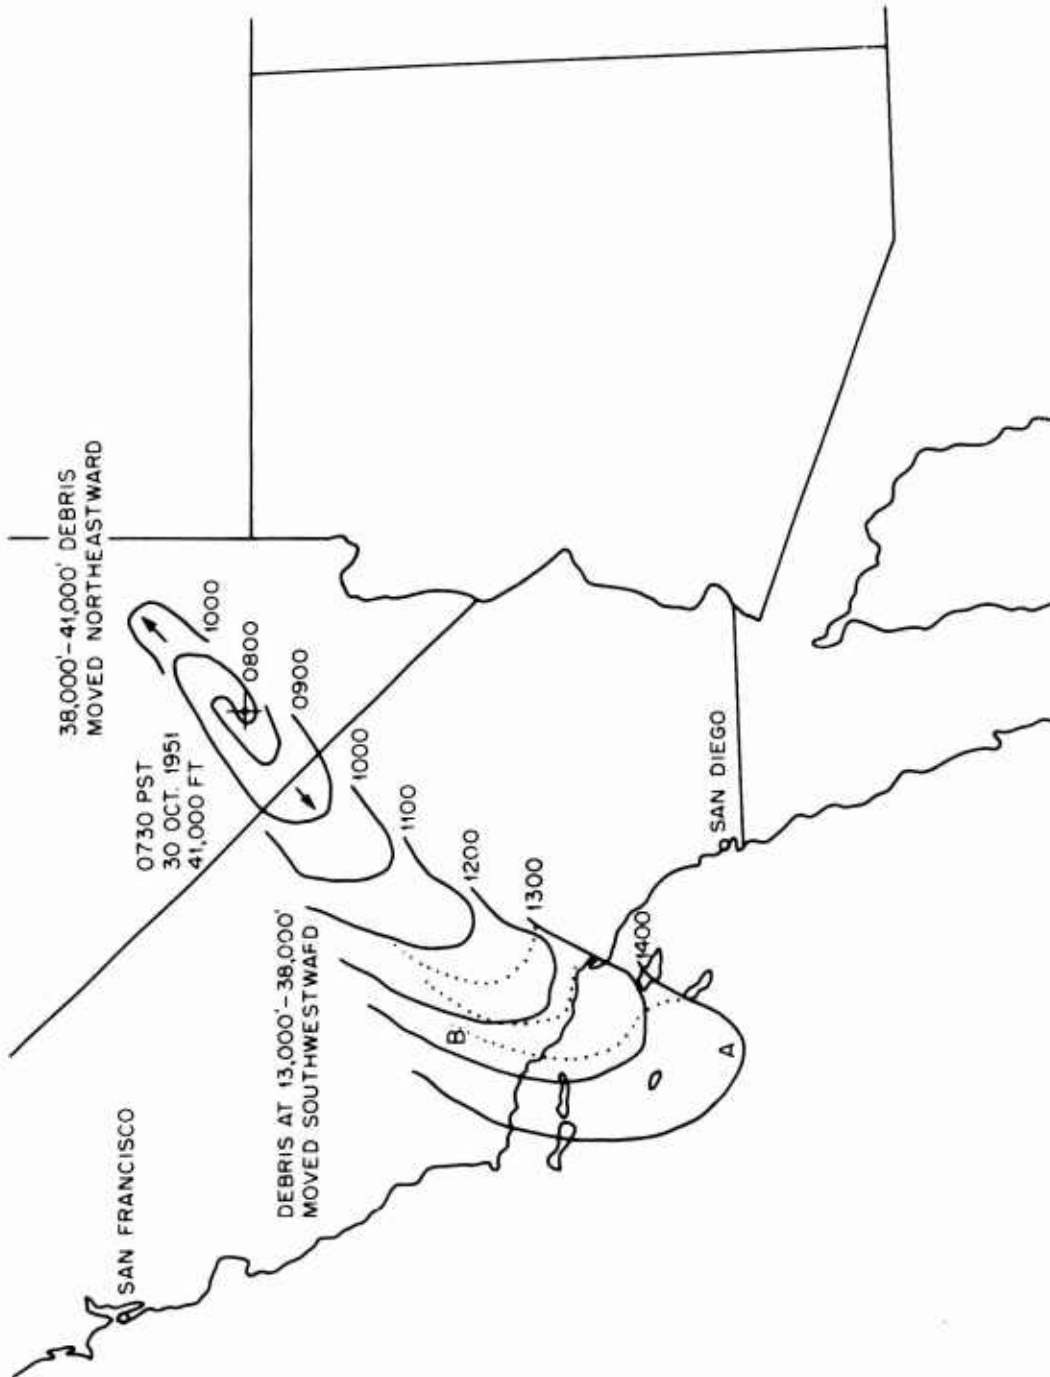 38,000'-41,000' DEBRIS
MOVED NORTHEASTWARD
1000
0800
0900
1000
1100
1200
1300
1400
0730 PST
30 OCT. 1951
41,000 FT
DEBRIS AT 13,000'-38,000'
MOVED SOUTHWESTWARD
SAN FRANCISCO
SAN DIEGO
B
A